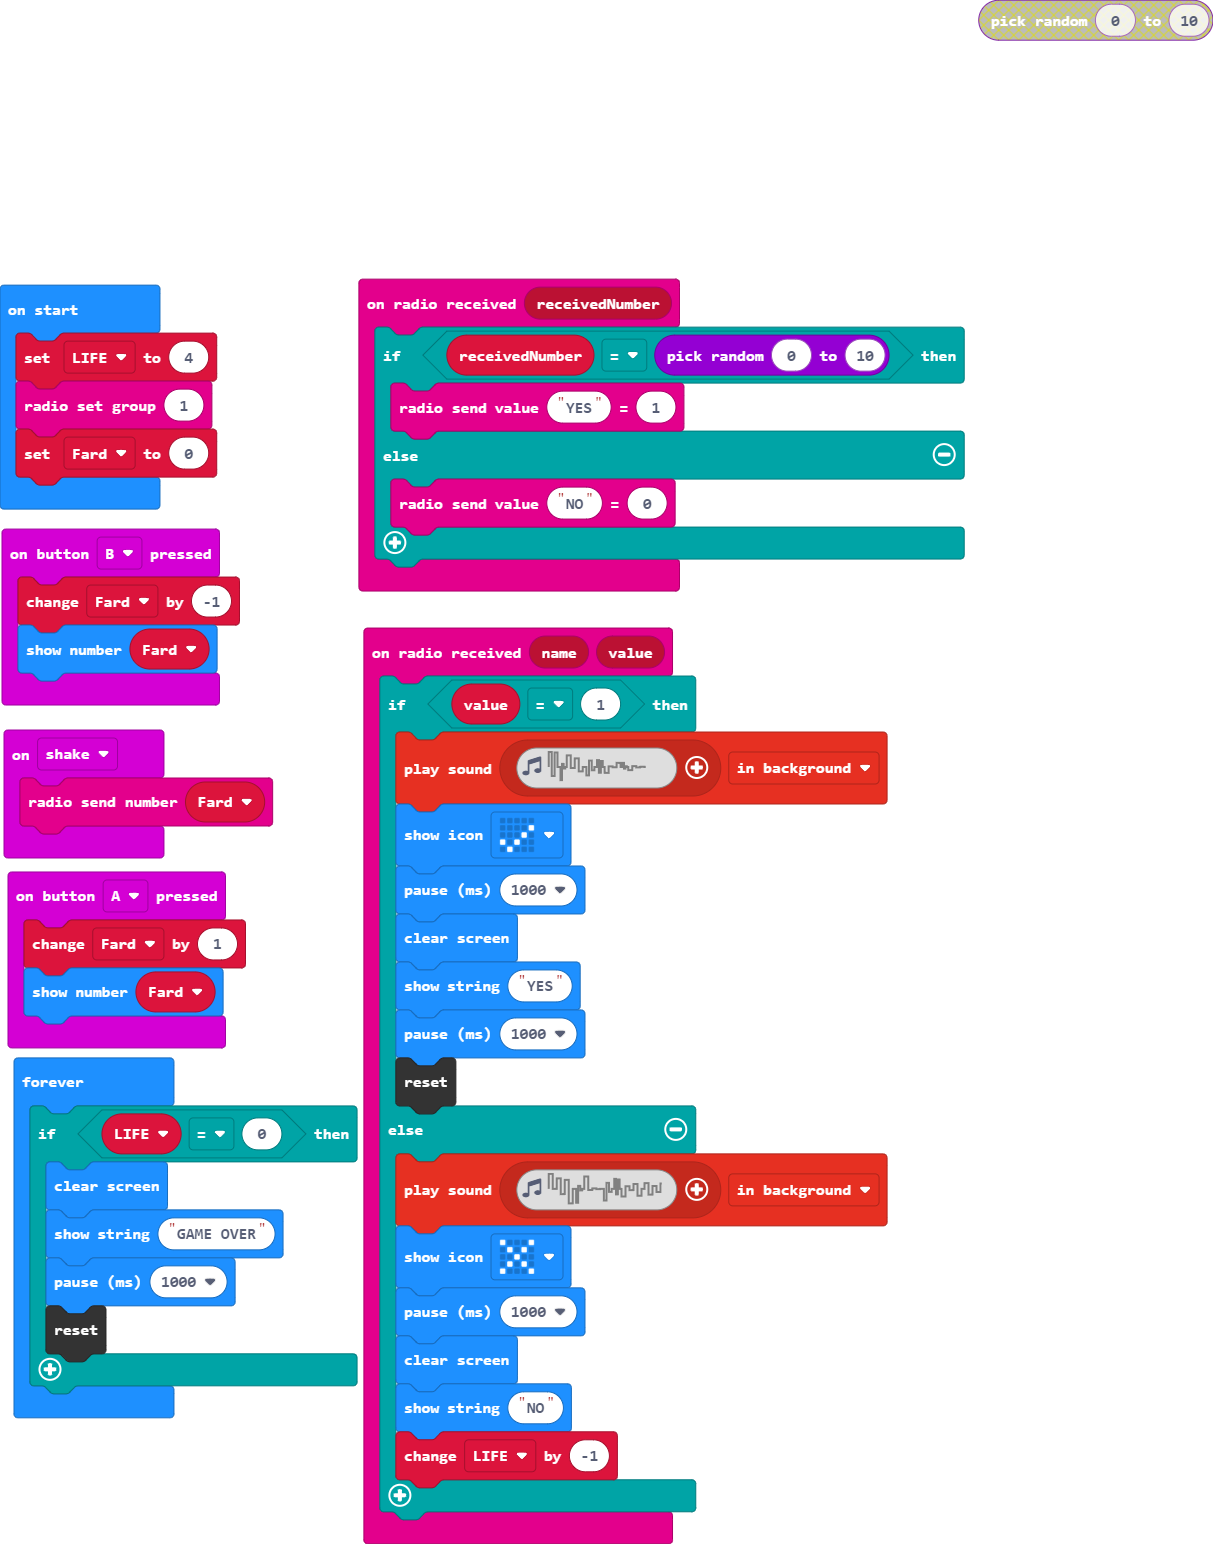 pick random 0 to 10
on start
set LIFE to 4
radio set group 1
set Fard to 0
on button B pressed
change Fard by -1
show number Fard
on shake
radio send number Fard
on button A pressed
change Fard by 1
show number Fard
forever
if LIFE = 0 then
clear screen
show string "GAME OVER"
pause (ms) 1000
reset
on radio received receivedNumber
if receivedNumber = pick random 0 to 10 then
radio send value "YES" = 1
else
radio send value "NO" = 0
on radio received name value
if value = 1 then
play sound in background
show icon
pause (ms) 1000
clear screen
show string "YES"
pause (ms) 1000
reset
else
play sound in background
show icon
pause (ms) 1000
clear screen
show string "NO"
change LIFE by -1